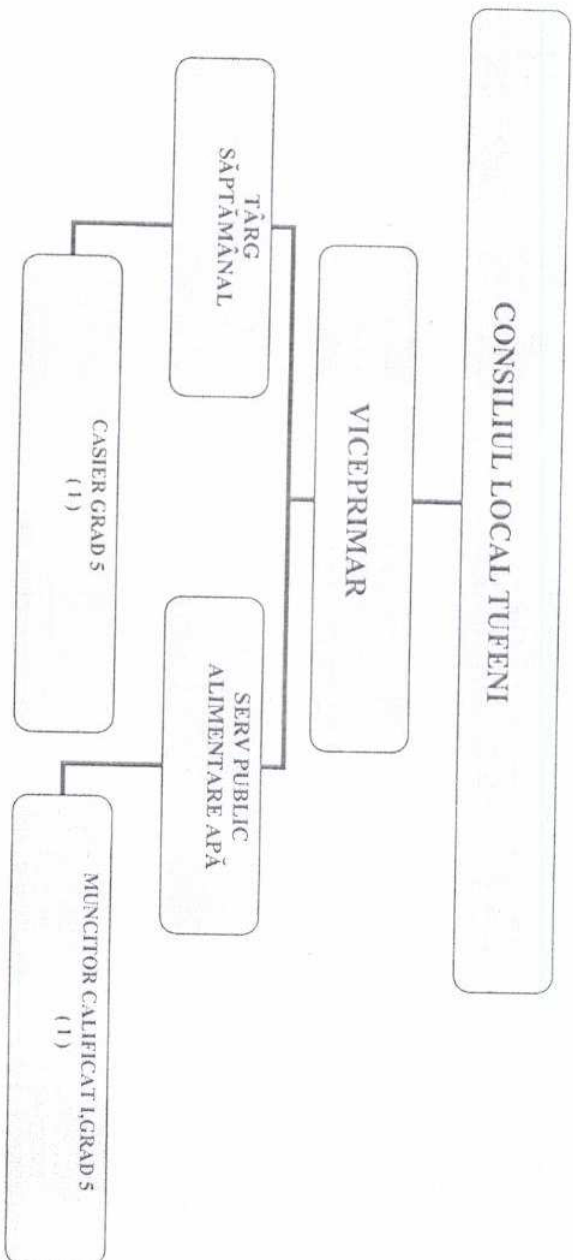 CONSILIUL LOCAL TUFENI
VICEPRIMAR
TÂRG
SĂPTĂMÂNAL
SERV PUBLIC
ALIMENTARE APĂ
CASIER GRAD 5
( 1 )
MUNCITOR CALIFICAT I,GRAD 5
( 1 )